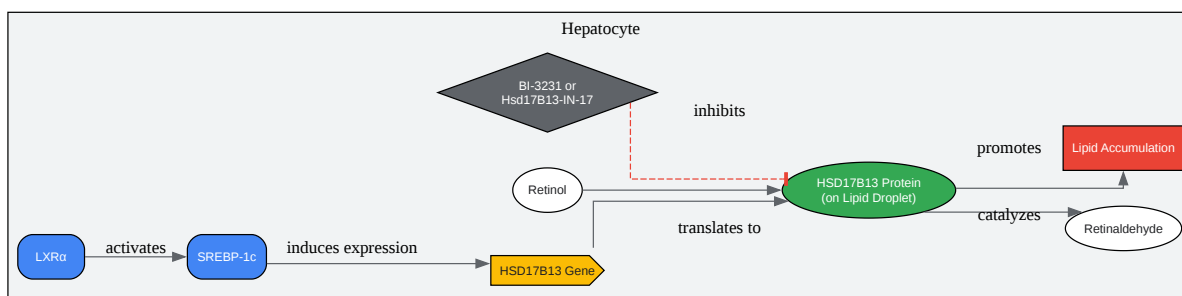 Hepatocyte
BI-3231 or
Hsd17B13-IN-17
inhibits
promotes
Lipid Accumulation
Retinol
HSD17B13 Protein
(on Lipid Droplet)
translates to
catalyzes
Retinaldehyde
LXRα
activates
SREBP-1c
induces expression
HSD17B13 Gene